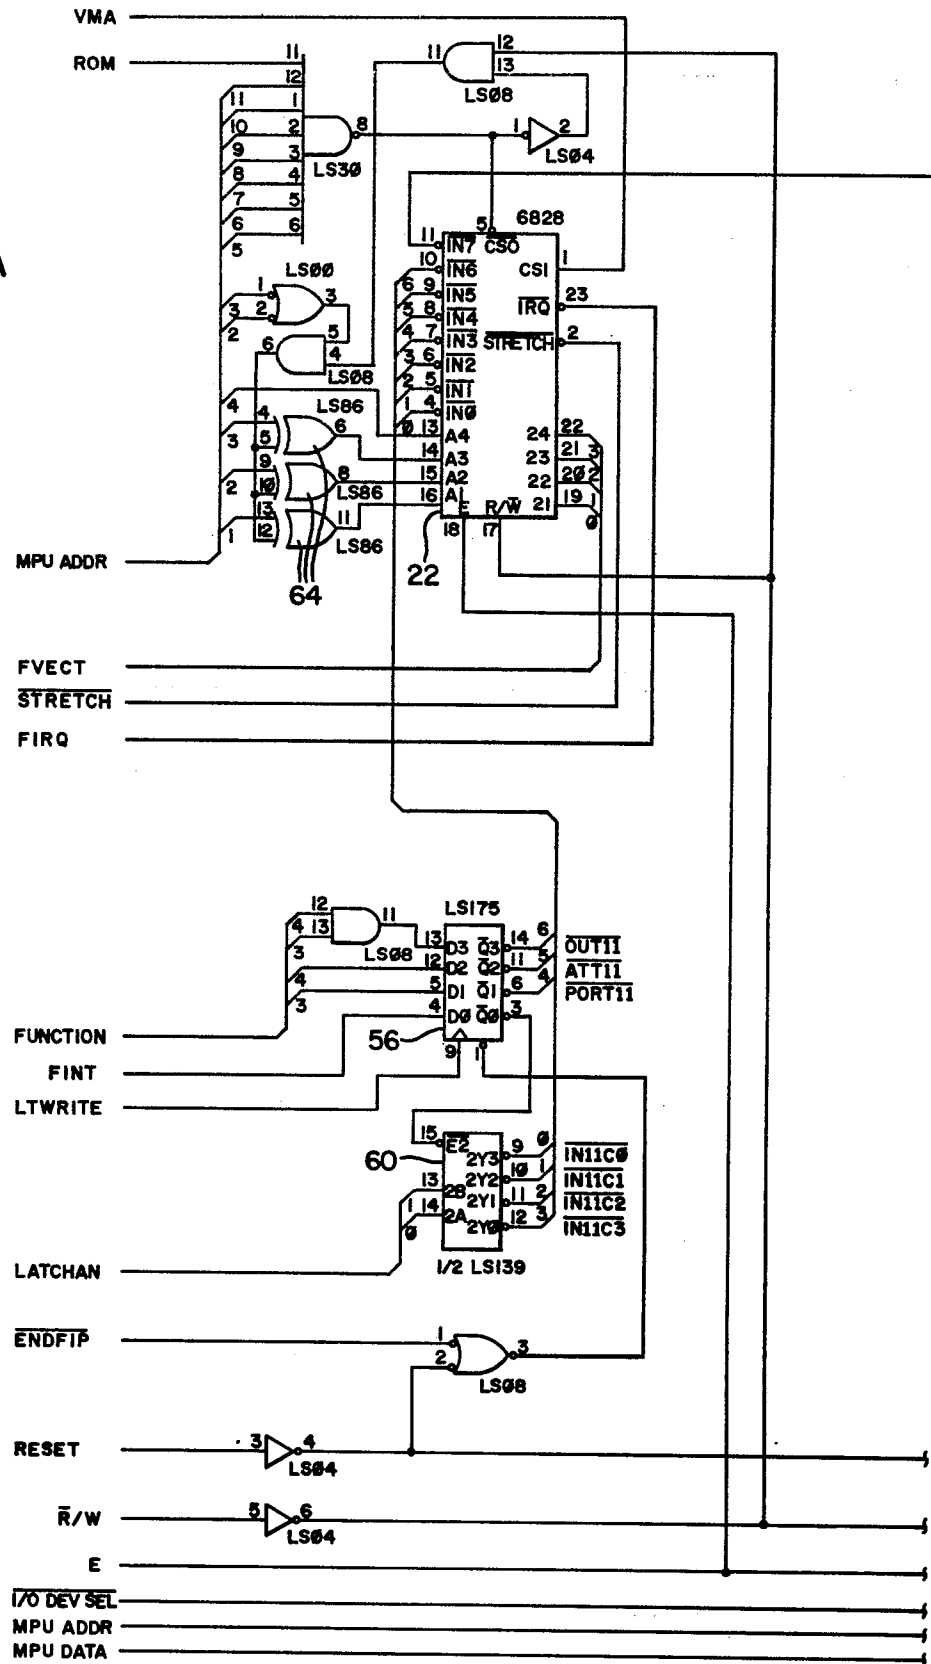 VMA
ROM
11
12
11 1
10 2
9 3
8 4
7 5
6 6
5
8
LS30
11
12
13
LS08
1 2
LS04
6828
5
CS0
11 IN7
10 IN6
6 9 IN5
5 8 IN4
4 7 IN3
3 6 IN2
2 5 IN1
1 4 IN0
0 13 A4
14 A3
15 A2
16 A1
CS1 1
IRQ 23
STRETCH 2
24 22
23 21 3
22 20 2
21 19 1
0
E R/W
18 17
22
LS00
1
3 2 3
2
6 5
4
LS08
4
LS86
4 6
3 5
9 8
2 10 LS86
13 11
1 12 LS86
64
MPU ADDR
FVECT
STRETCH
FIRQ
12
4 13 11
3 LS08
4
3
LS175
13 D3 Q̅3 14 6 OUT11
12 D2 Q̅2 11 5 ATT11
5 D1 Q̅1 6 4 PORT11
4 D0 Q̅0 3
56
9 1
FUNCTION
FINT
LTWRITE
15 E2
60
2Y3 9 0 IN11C0
2Y2 10 1 IN11C1
2Y1 11 2 IN11C2
2Y0 12 3 IN11C3
13 2B
1 14 2A
0
1/2 LS139
LATCHAN
ENDFIP
1
2 3
LS08
RESET 3 4
LS04
R̅/W 5 6
LS04
E
I/O DEV SEL
MPU ADDR
MPU DATA